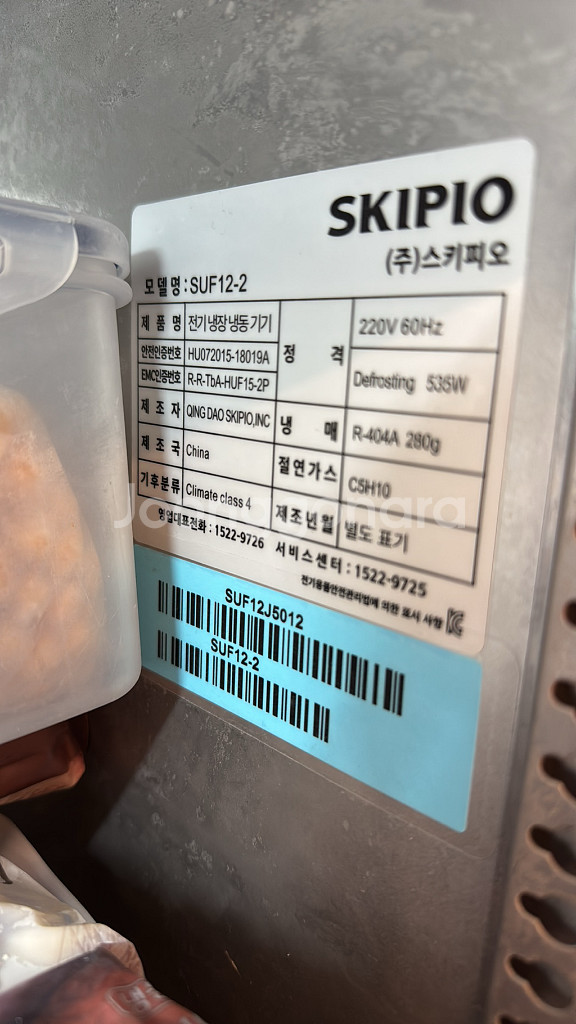 SKIPIO
(주)스키피오
모델명 : SUF12-2
제품명 전기 냉장 냉동 기기 정격 220V 60Hz
안전인증번호 HU072015-18019A
EMC인증번호 R-R-TbA-HUF15-2P Defrosting 535W
제조자 QING DAO SKIPIO,INC 냉매 R-404A 280g
제조국 China 절연가스 C5H10
기후분류 Climate class 4 제조년월 별도 표기
영업대표전화 : 1522-9726 서비스센터 : 1522-9725
전기용품안전관리법에 의한 표시 사항
SUF12J5012
SUF12-2
Joonggonara